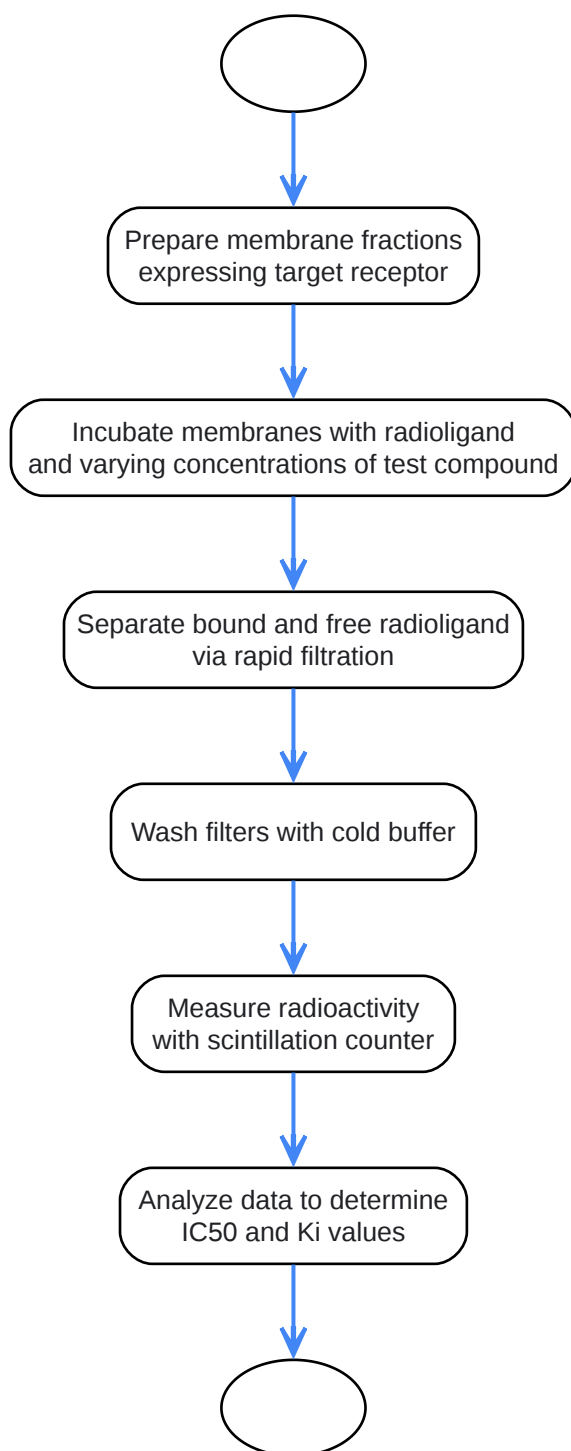 Prepare membrane fractions
expressing target receptor
Incubate membranes with radioligand
and varying concentrations of test compound
Separate bound and free radioligand
via rapid filtration
Wash filters with cold buffer
Measure radioactivity
with scintillation counter
Analyze data to determine
IC50 and Ki values